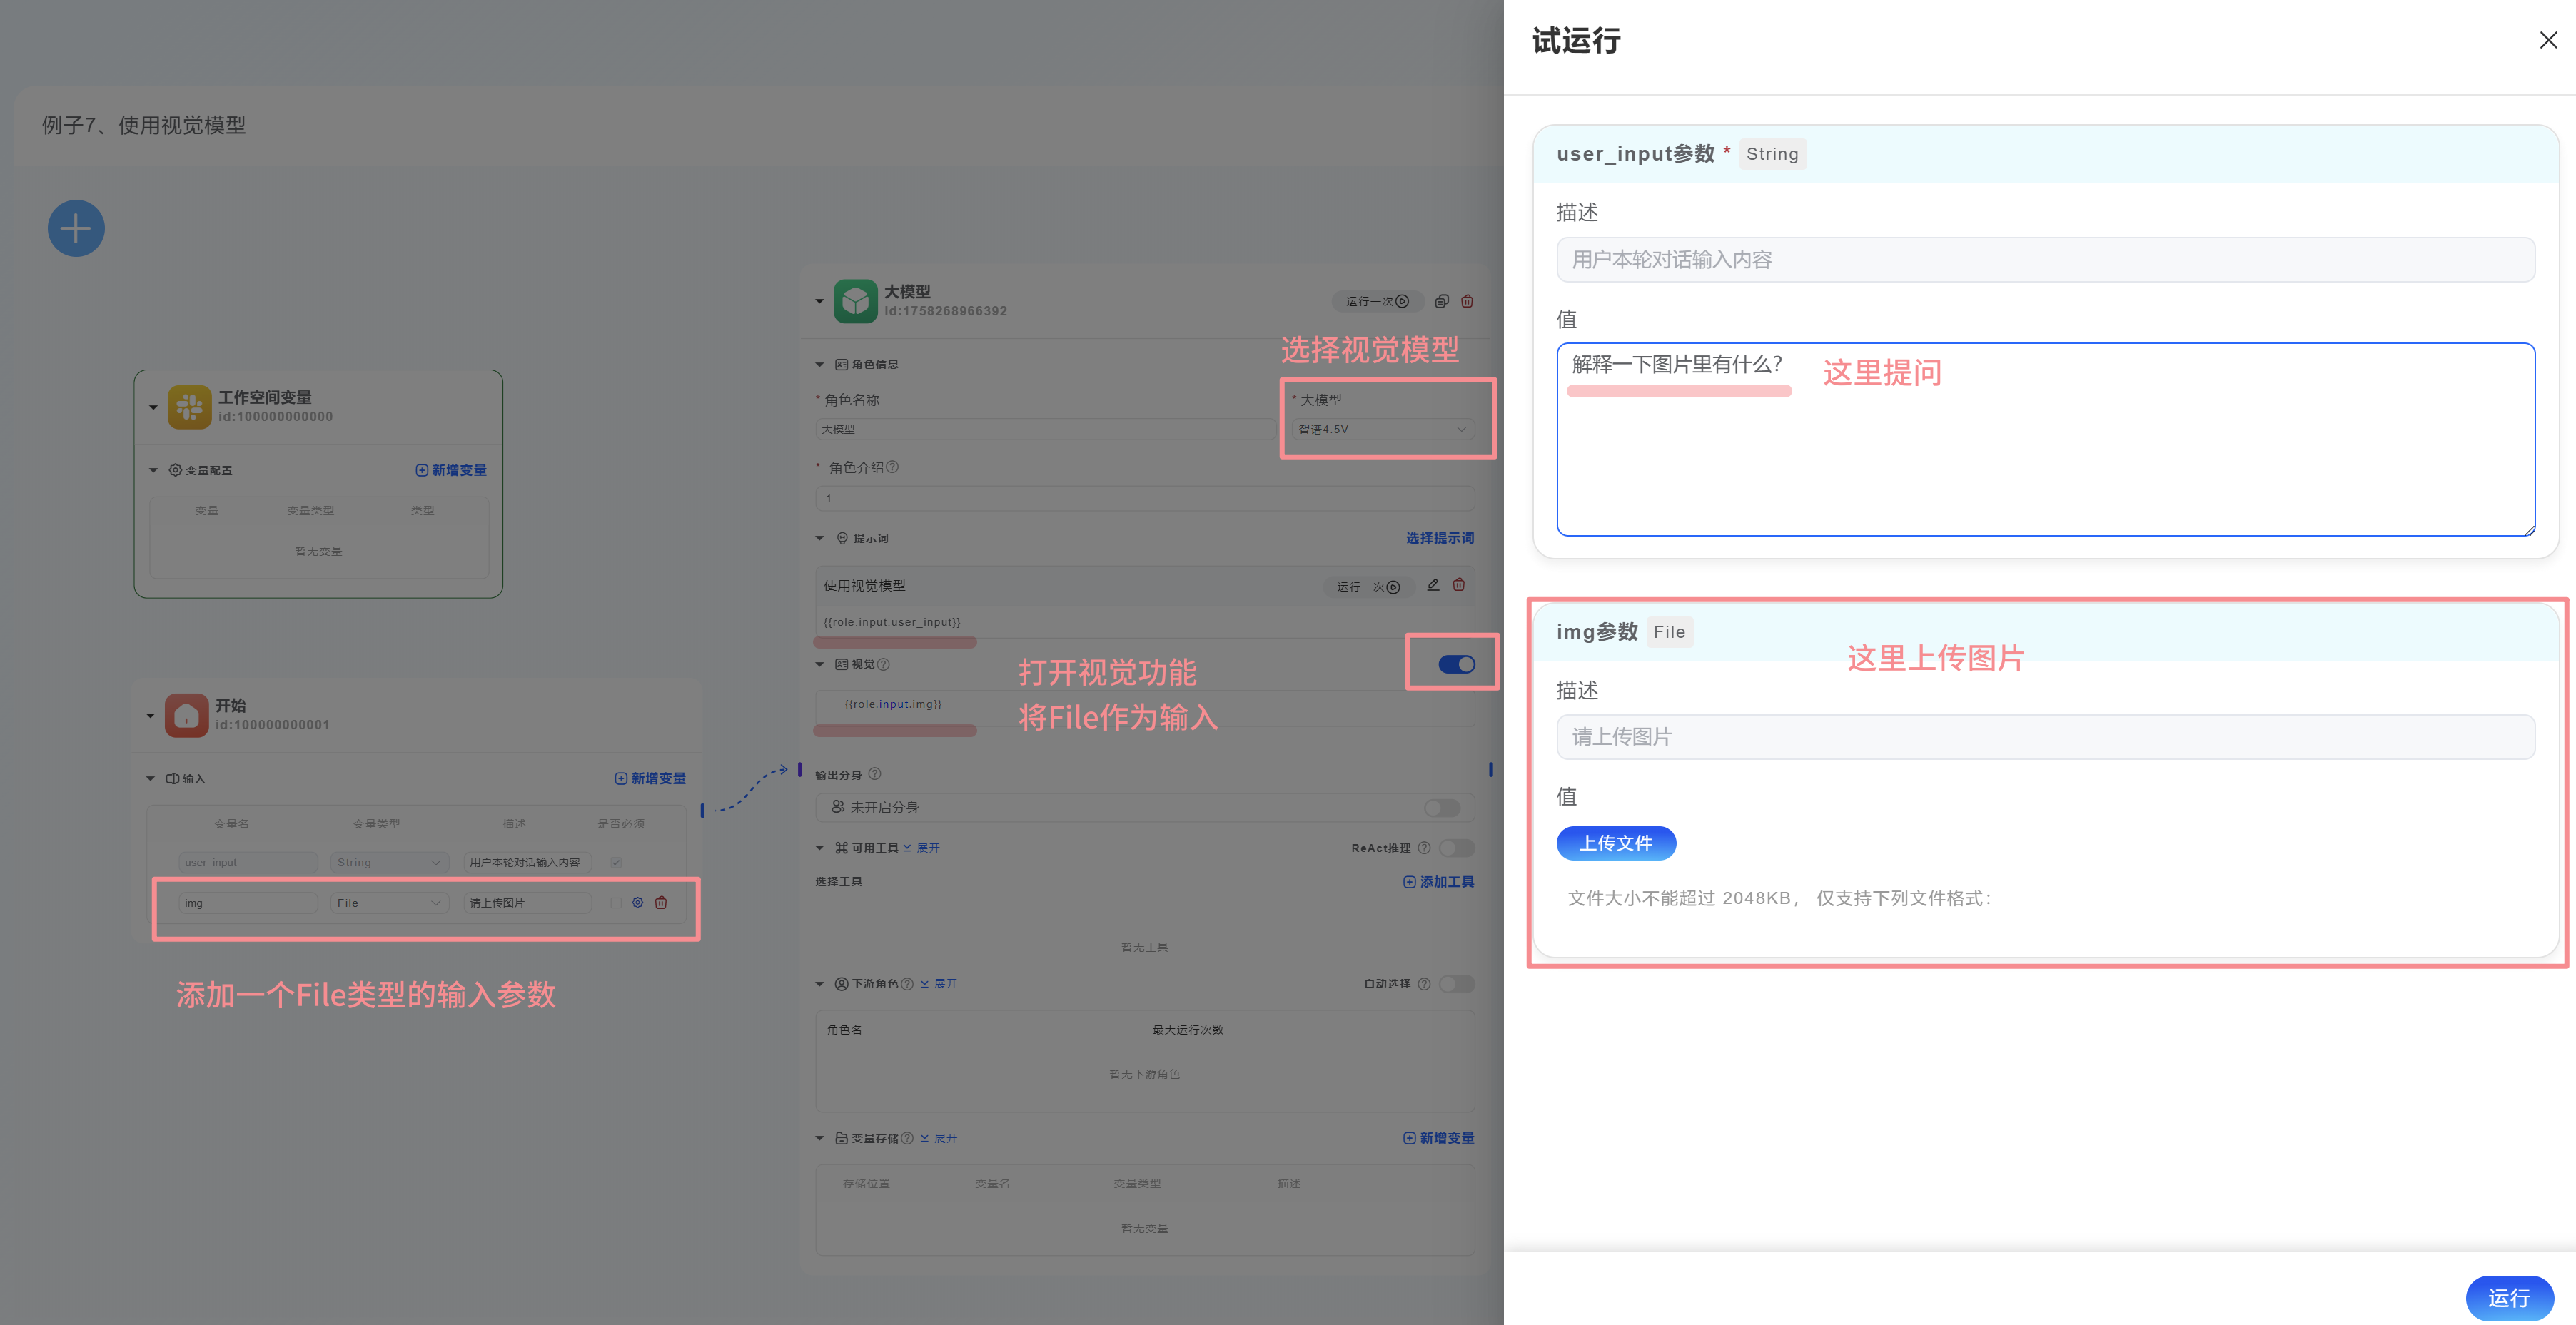 例子7、使用视觉模型
工作空间变量
id:100000000000
变量配置
新增变量
变量 变量类型 类型
暂无变量
开始
id:100000000001
输入
新增变量
变量名 变量类型 描述 是否必须
user_input String 用户本轮对话输入内容
img File 请上传图片
添加一个File类型的输入参数
大模型
id:1758268966392
运行一次
选择视觉模型
角色信息
* 角色名称
* 大模型
大模型
智谱4.5V
* 角色介绍
1
提示词
选择提示词
使用视觉模型
运行一次
{{role.input.user_input}}
视觉
打开视觉功能
{{role.input.img}}
将File作为输入
输出分身
未开启分身
可用工具 展开
ReAct推理
选择工具
添加工具
暂无工具
下游角色 展开
自动选择
角色名 最大运行次数
暂无下游角色
变量存储 展开
新增变量
存储位置 变量名 变量类型 描述
暂无变量
试运行
user_input参数 * String
描述
用户本轮对话输入内容
值
解释一下图片里有什么?
这里提问
img参数 File
这里上传图片
描述
请上传图片
值
上传文件
文件大小不能超过 2048KB， 仅支持下列文件格式：
运行